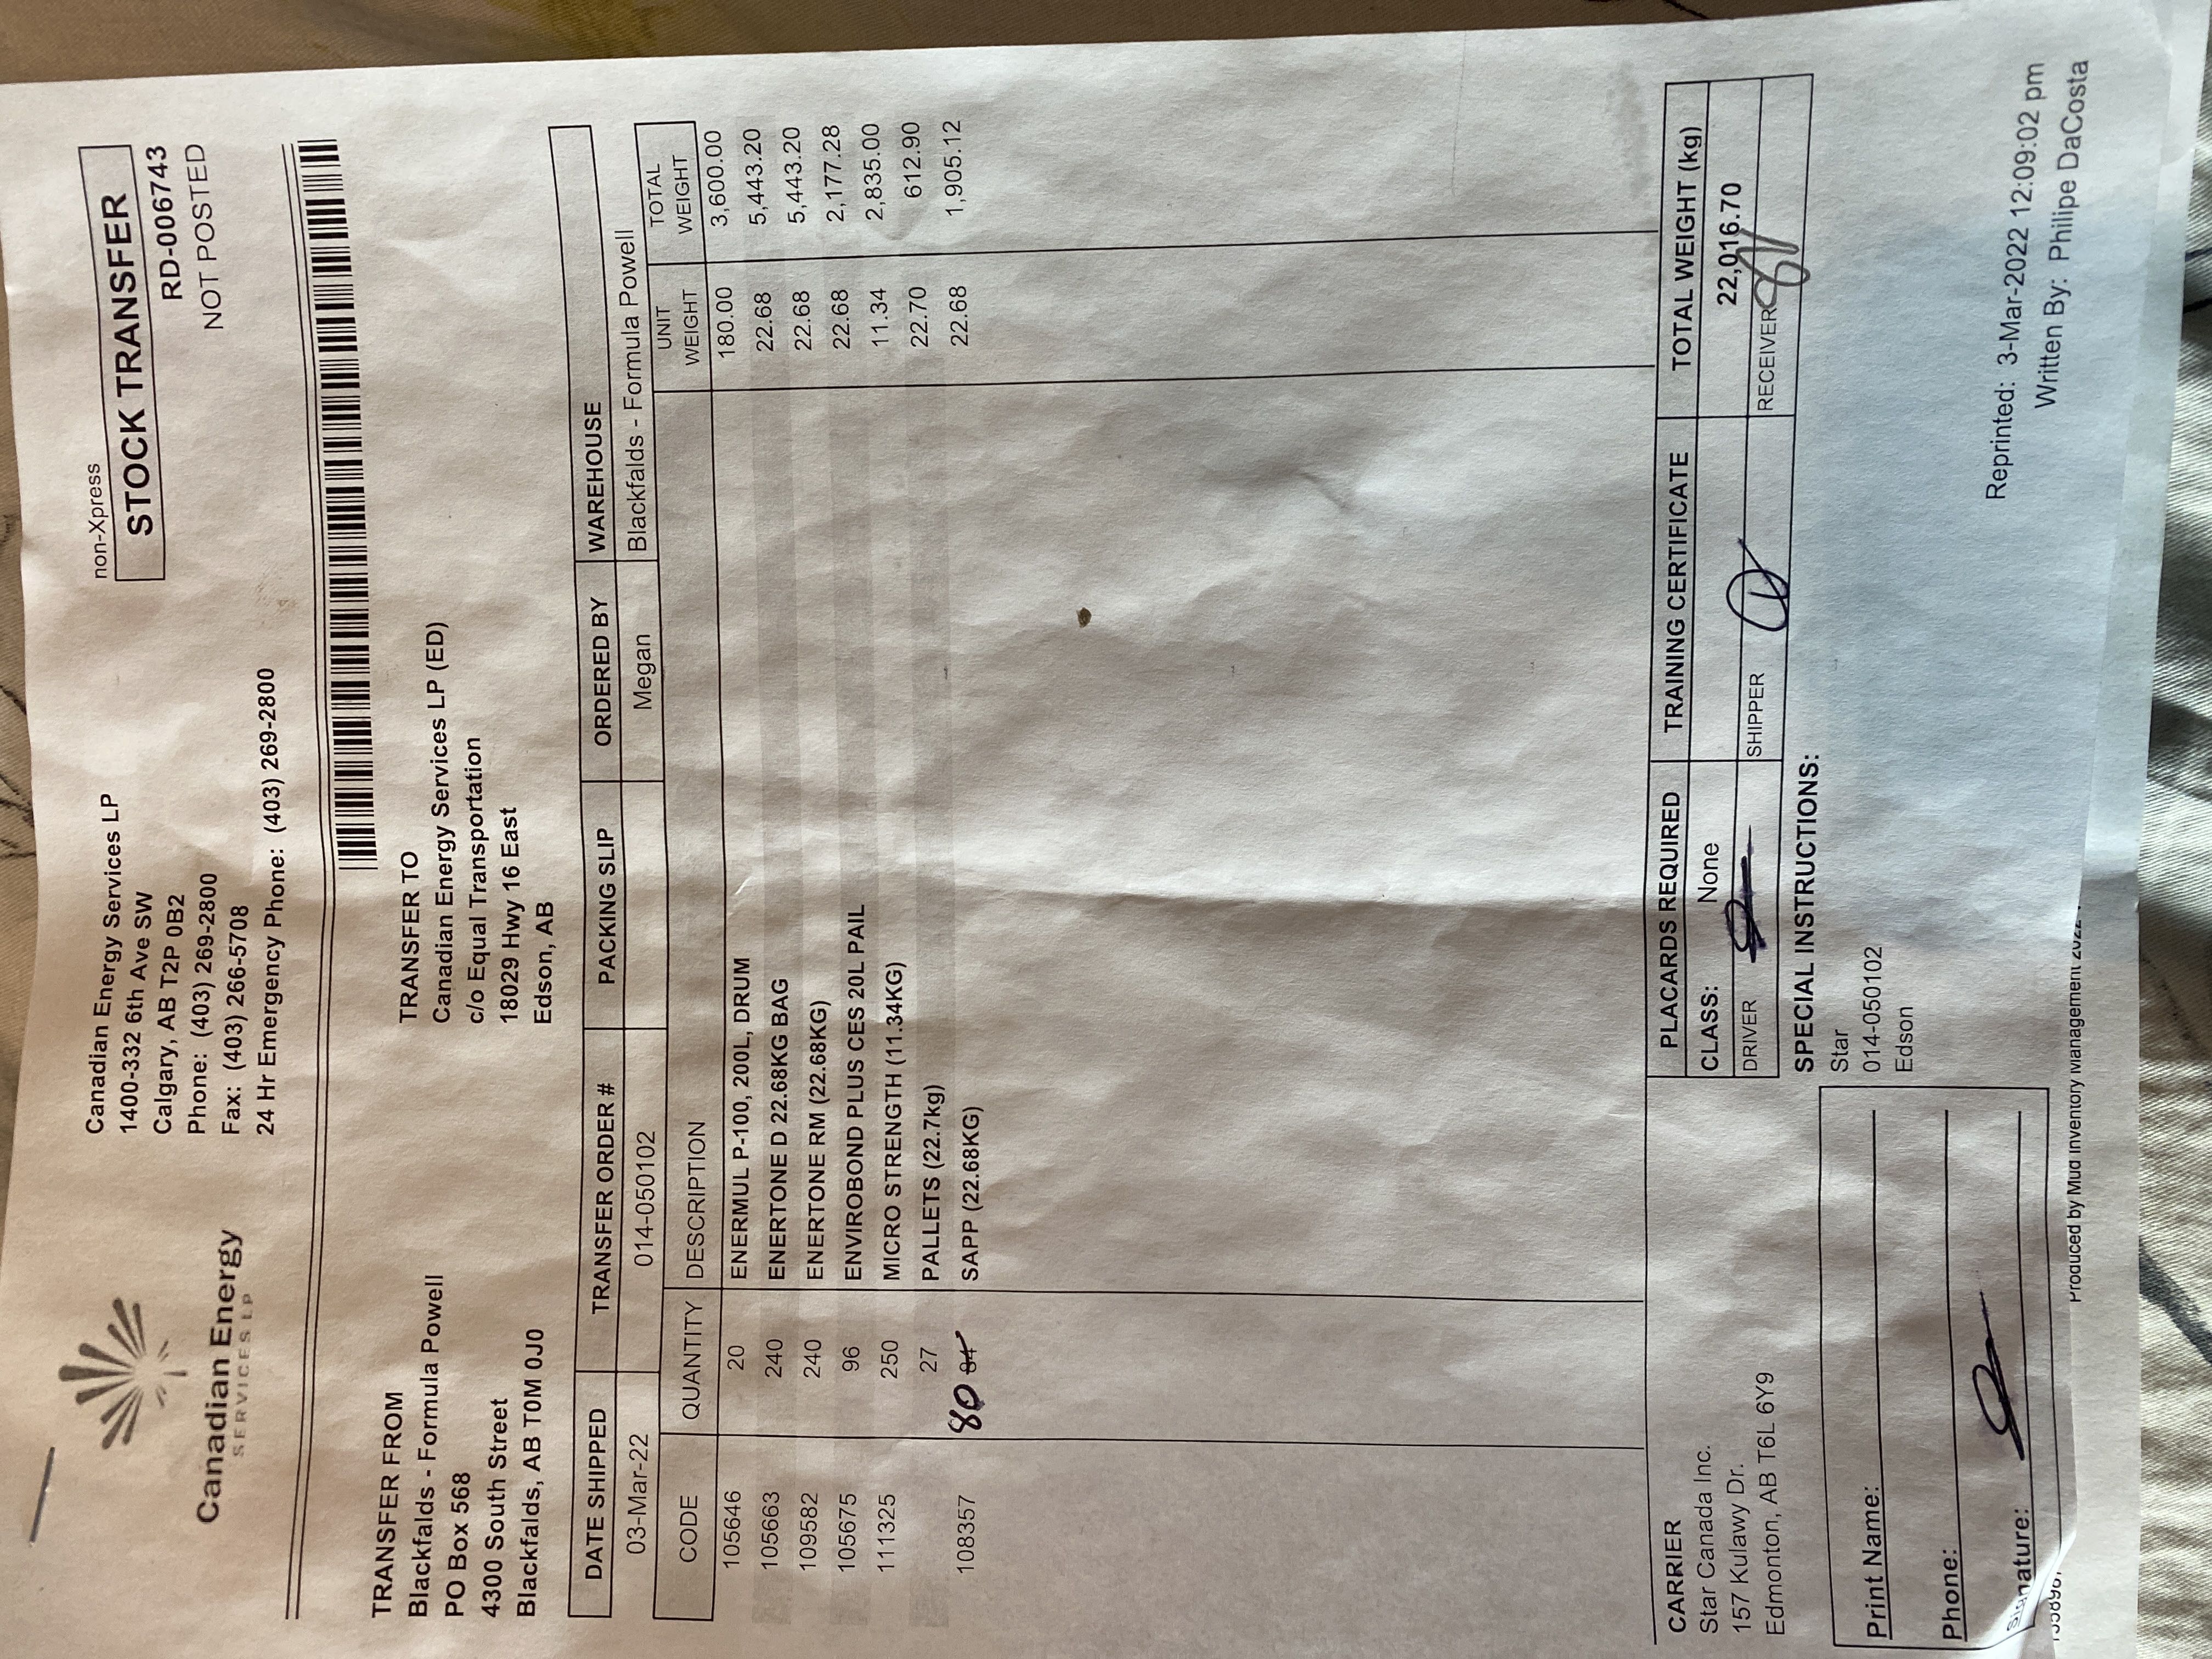 Canadian Energy
SERVICES LP
Canadian Energy Services LP
1400-332 6th Ave SW
Calgary, AB T2P 0B2
Phone: (403) 269-2800
Fax: (403) 266-5708
24 Hr Emergency Phone: (403) 269-2800
non-Xpress
STOCK TRANSFER
RD-006743
NOT POSTED
TRANSFER FROM
Blackfalds - Formula Powell
PO Box 568
4300 South Street
Blackfalds, AB T0M 0J0
TRANSFER TO
Canadian Energy Services LP (ED)
c/o Equal Transportation
18029 Hwy 16 East
Edson, AB
DATE SHIPPED TRANSFER ORDER # PACKING SLIP ORDERED BY WAREHOUSE
03-Mar-22 014-050102 Megan Blackfalds - Formula Powell
CODE QUANTITY DESCRIPTION UNIT WEIGHT TOTAL WEIGHT
105646 20 ENERMUL P-100, 200L, DRUM 180.00 3,600.00
105663 240 ENERTONE D 22.68KG BAG 22.68 5,443.20
109582 240 ENERTONE RM (22.68KG) 22.68 5,443.20
105675 96 ENVIROBOND PLUS CES 20L PAIL 22.68 2,177.28
111325 250 MICRO STRENGTH (11.34KG) 11.34 2,835.00
27 PALLETS (22.7kg) 22.70 612.90
108357 80 84 SAPP (22.68KG) 22.68 1,905.12
CARRIER
Star Canada Inc.
157 Kulawy Dr.
Edmonton, AB T6L 6Y9
PLACARDS REQUIRED TRAINING CERTIFICATE TOTAL WEIGHT (kg)
CLASS: None 22,016.70
DRIVER SHIPPER RECEIVER
SPECIAL INSTRUCTIONS:
Star
014-050102
Edson
Print Name:
Phone:
Signature:
Reprinted: 3-Mar-2022 12:09:02 pm
Written By: Philipe DaCosta
Produced by Mud Inventory Management 2022